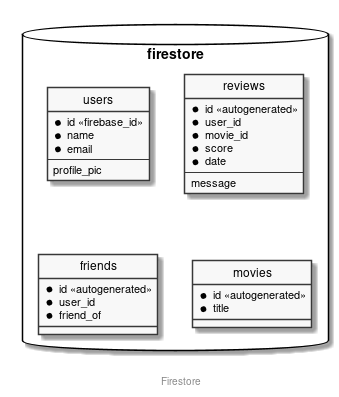 firestore
users
id «firebase_id»
name
email
profile_pic
reviews
id «autogenerated»
user_id
movie_id
score
date
message
friends
id «autogenerated»
user_id
friend_of
movies
id «autogenerated»
title
Firestore